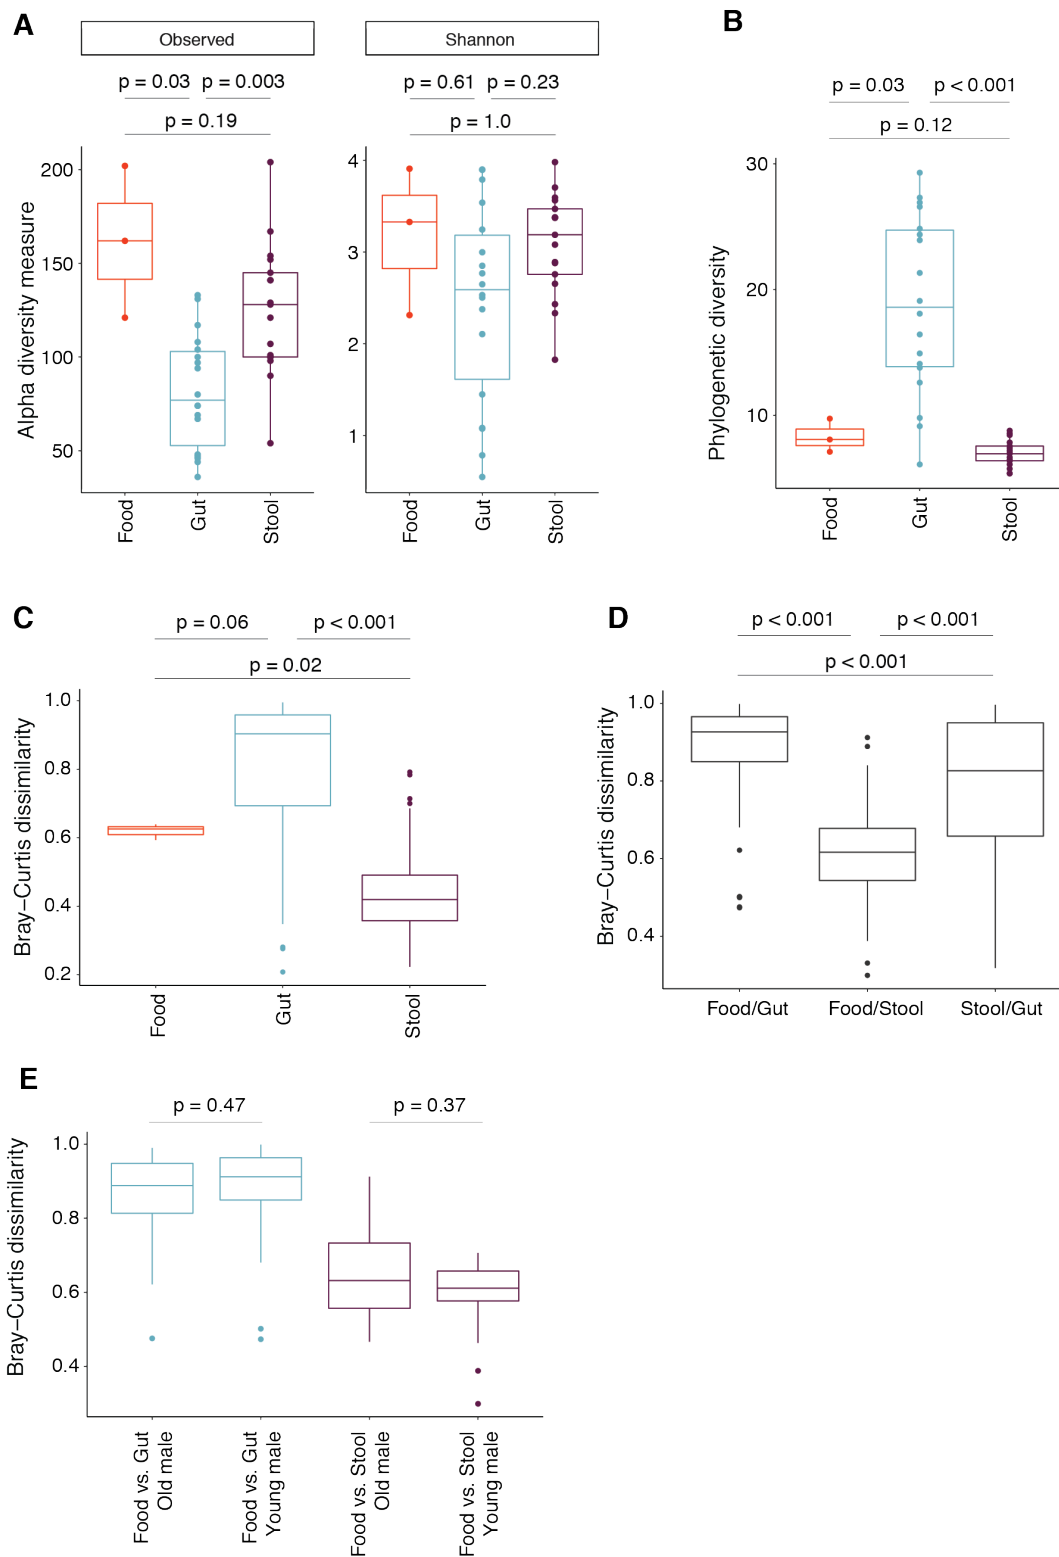 A
Observed
Shannon
p = 0.03 p = 0.003
p = 0.19
p = 0.61 p = 0.23
p = 1.0
Alpha diversity measure
200
150
100
50
4
3
2
1
Food
Gut
Stool
Food
Gut
Stool
B
p = 0.03 p < 0.001
p = 0.12
Phylogenetic diversity
30
20
10
Food
Gut
Stool
C
p = 0.06 p < 0.001
p = 0.02
Bray–Curtis dissimilarity
1.0
0.8
0.6
0.4
0.2
Food
Gut
Stool
D
p < 0.001 p < 0.001
p < 0.001
Bray–Curtis dissimilarity
1.0
0.8
0.6
0.4
Food/Gut Food/Stool Stool/Gut
E
p = 0.47 p = 0.37
Bray–Curtis dissimilarity
1.0
0.8
0.6
0.4
Food vs. Gut
Old male
Food vs. Gut
Young male
Food vs. Stool
Old male
Food vs. Stool
Young male